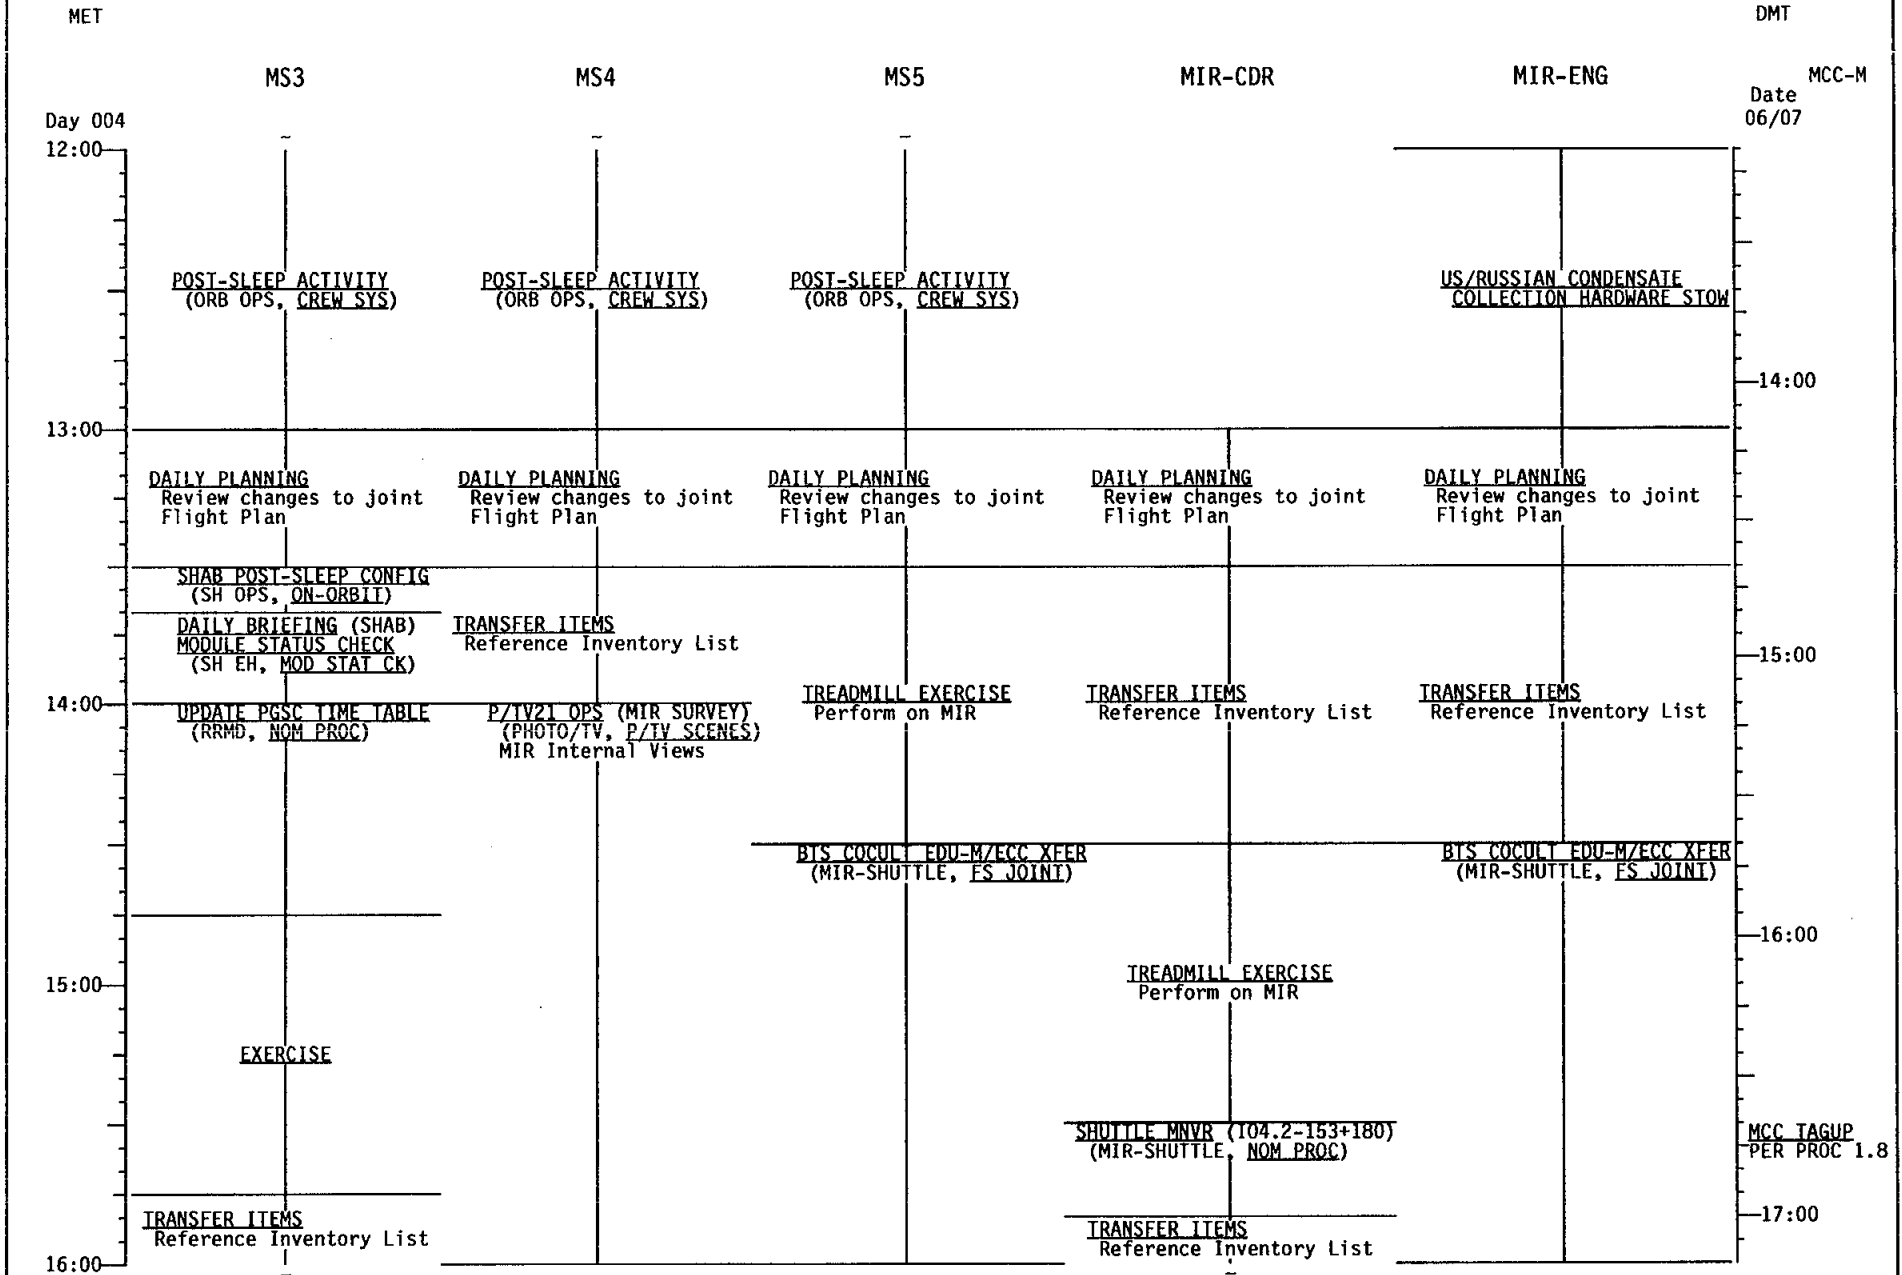 MET
DMT
MS3 MS4 MS5 MIR-CDR MIR-ENG MCC-M
Date
Day 004 06/07
12:00
POST-SLEEP ACTIVITY POST-SLEEP ACTIVITY POST-SLEEP ACTIVITY US/RUSSIAN CONDENSATE
(ORB OPS, CREW SYS) (ORB OPS, CREW SYS) (ORB OPS, CREW SYS) COLLECTION HARDWARE STOW
14:00
13:00
DAILY PLANNING DAILY PLANNING DAILY PLANNING DAILY PLANNING DAILY PLANNING
Review changes to joint Review changes to joint Review changes to joint Review changes to joint Review changes to joint
Flight Plan Flight Plan Flight Plan Flight Plan Flight Plan
SHAB POST-SLEEP CONFIG
(SH OPS, ON-ORBIT)
DAILY BRIEFING (SHAB) TRANSFER ITEMS
MODULE STATUS CHECK Reference Inventory List
(SH EH, MOD STAT CK) 15:00
TREADMILL EXERCISE TRANSFER ITEMS TRANSFER ITEMS
14:00 UPDATE PGSC TIME TABLE P/TV21 OPS (MIR SURVEY) Perform on MIR Reference Inventory List Reference Inventory List
(RRMD, NOM PROC) (PHOTO/TV, P/TV SCENES)
MIR Internal Views
BTS COCULT EDU-M/ECC XFER BTS COCULT EDU-M/ECC XFER
(MIR-SHUTTLE, FS JOINT) (MIR-SHUTTLE, FS JOINT)
16:00
TREADMILL EXERCISE
15:00 Perform on MIR
EXERCISE
SHUTTLE MNVR (104.2-153+180) MCC TAGUP
(MIR-SHUTTLE, NOM PROC) PER PROC 1.8
17:00
TRANSFER ITEMS TRANSFER ITEMS
Reference Inventory List Reference Inventory List
16:00